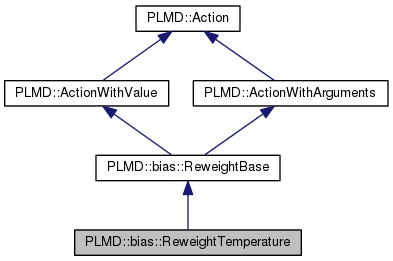 PLMD::Action
PLMD::ActionWithValue
PLMD::ActionWithArguments
PLMD::bias::ReweightBase
PLMD::bias::ReweightTemperature